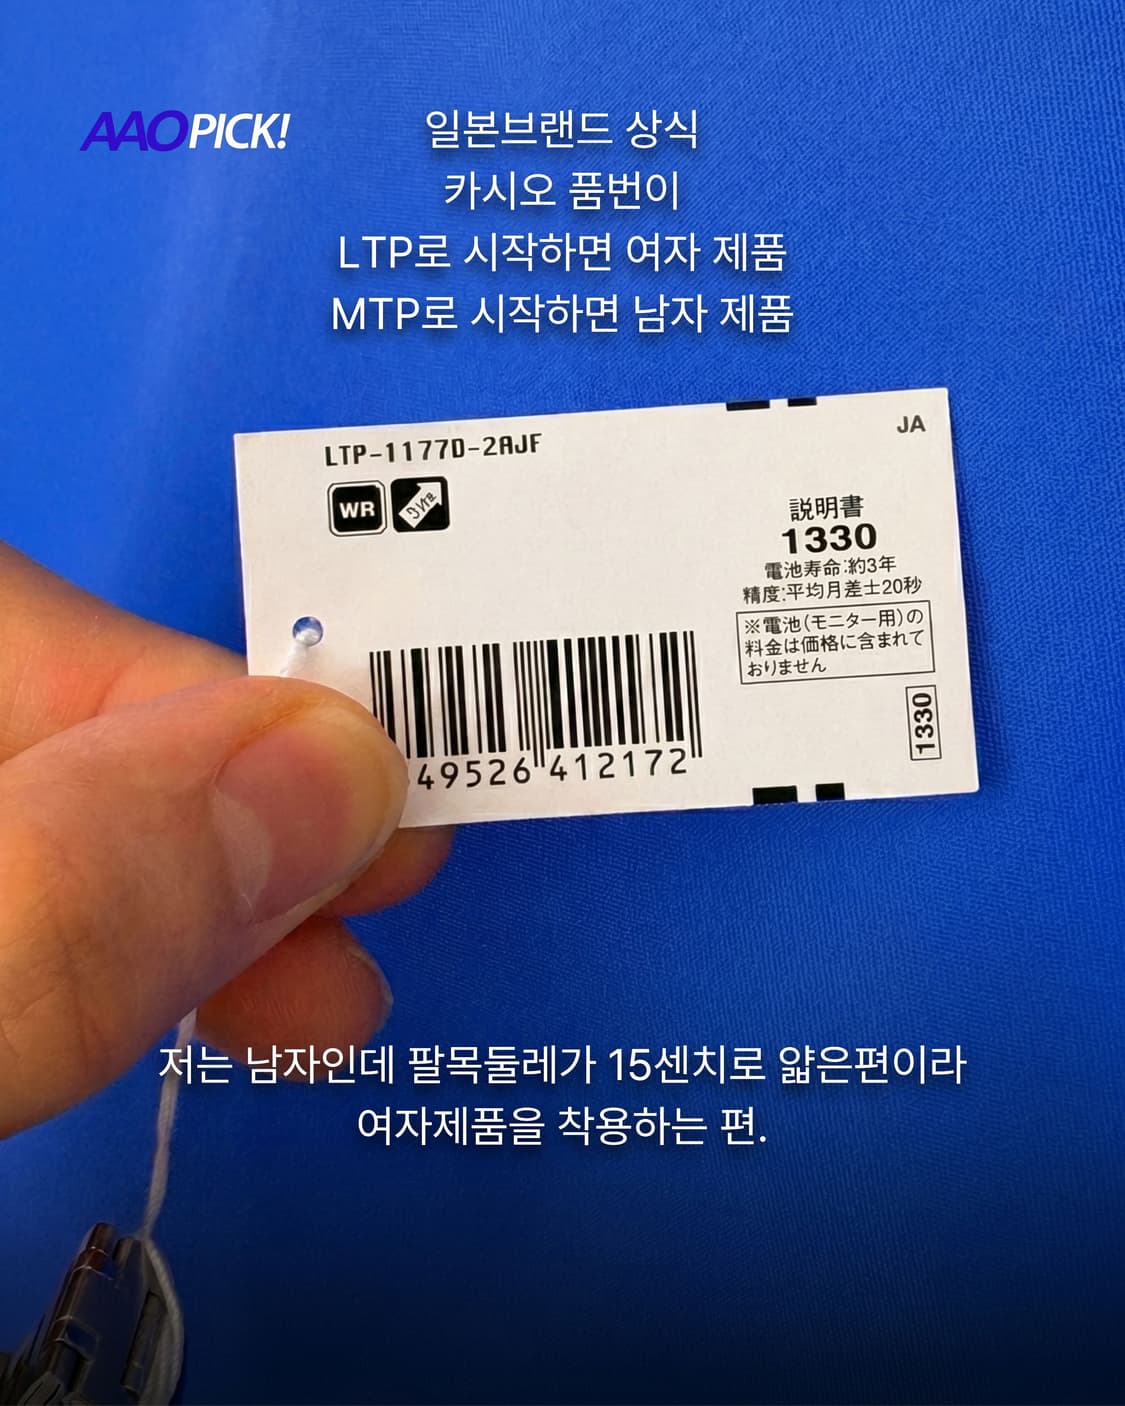 AAOPICK!
일본브랜드 상식
카시오 품번이
LTP로 시작하면 여자 제품
MTP로 시작하면 남자 제품
LTP-1177D-2AJF
JA
WR
説明書
1330
電池寿命:約3年
精度:平均月差±20秒
※電池(モニター用)の
料金は価格に含まれて
おりません
1330
49526 412172
저는 남자인데 팔목둘레가 15센치로 얇은편이라
여자제품을 착용하는 편.